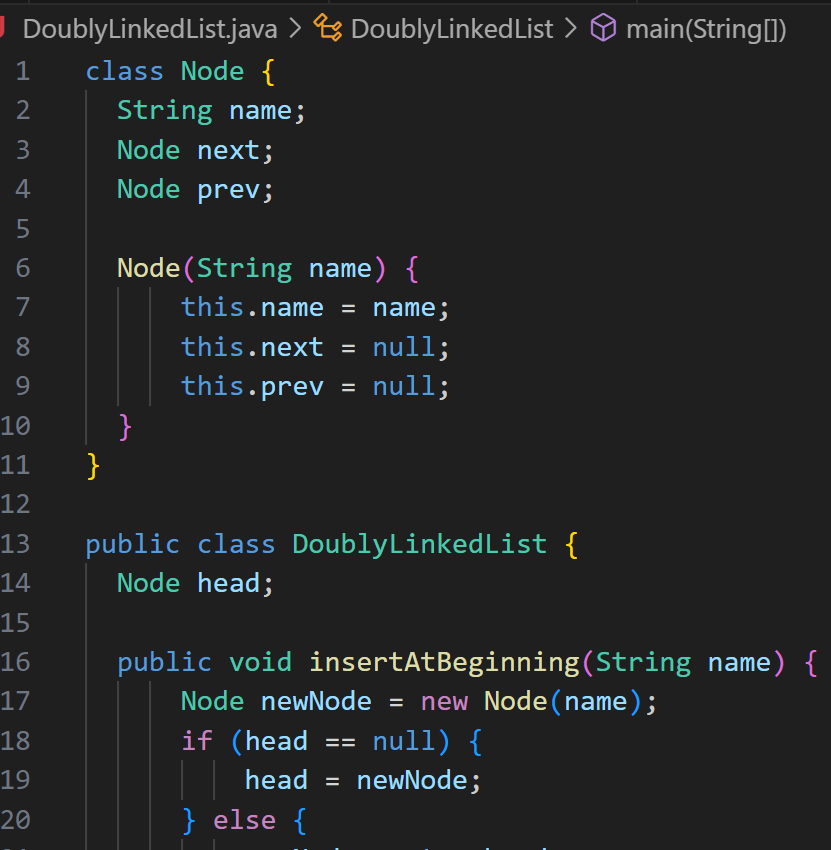 DoublyLinkedList.java > DoublyLinkedList > main(String[])
1 class Node {
2 String name;
3 Node next;
4 Node prev;
5
6 Node(String name) {
7 this.name = name;
8 this.next = null;
9 this.prev = null;
10 }
11 }
12
13 public class DoublyLinkedList {
14 Node head;
15
16 public void insertAtBeginning(String name) {
17 Node newNode = new Node(name);
18 if (head == null) {
19 head = newNode;
20 } else {